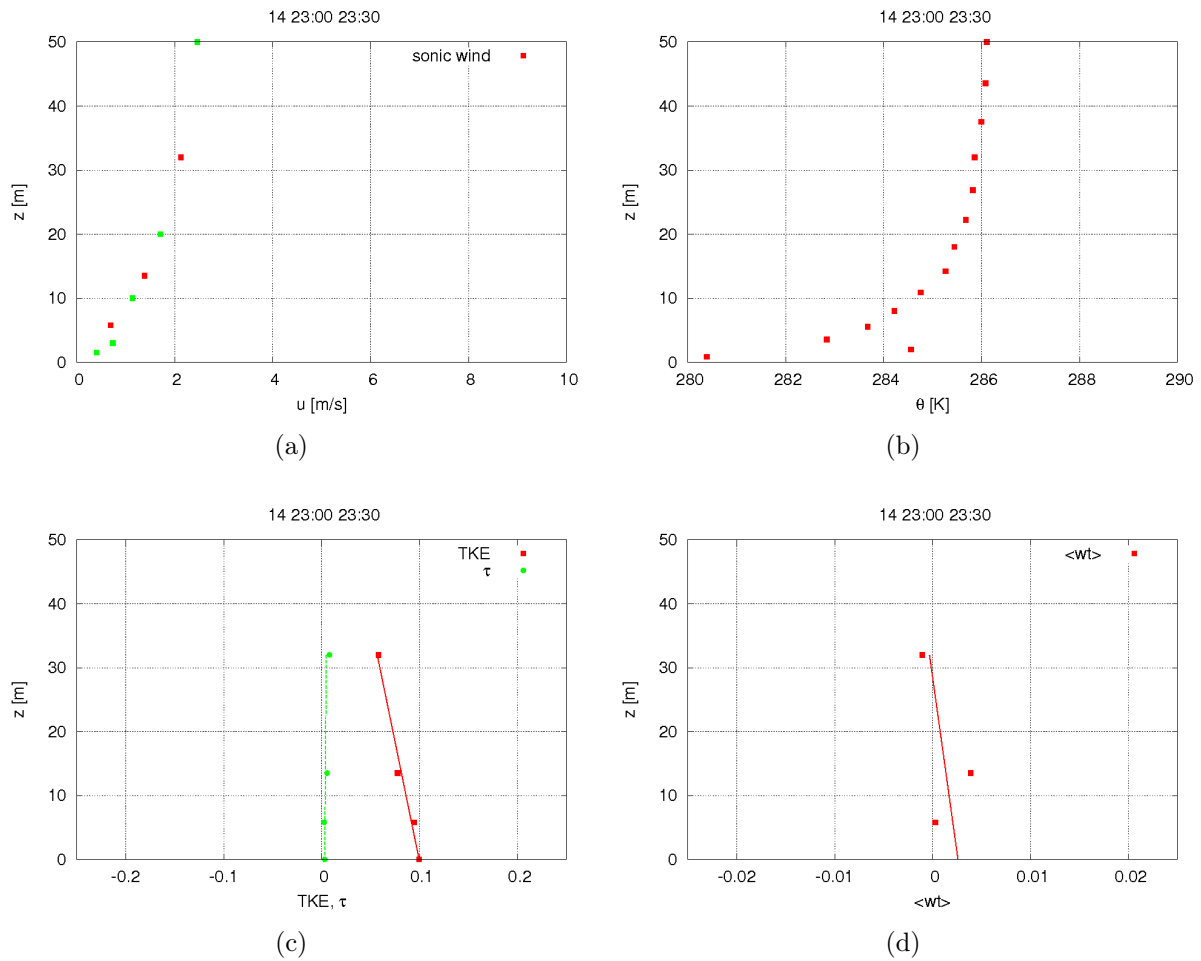 14 23:00 23:30
50
40
30
20
10
0
z [m]
sonic wind
0 2 4 6 8 10
u [m/s]
(a)
14 23:00 23:30
50
40
30
20
10
0
z [m]
280 282 284 286 288 290
θ [K]
(b)
14 23:00 23:30
50
40
30
20
10
0
z [m]
TKE
τ
-0.2 -0.1 0 0.1 0.2
TKE, τ
(c)
14 23:00 23:30
50
40
30
20
10
0
z [m]
<wt>
-0.02 -0.01 0 0.01 0.02
<wt>
(d)